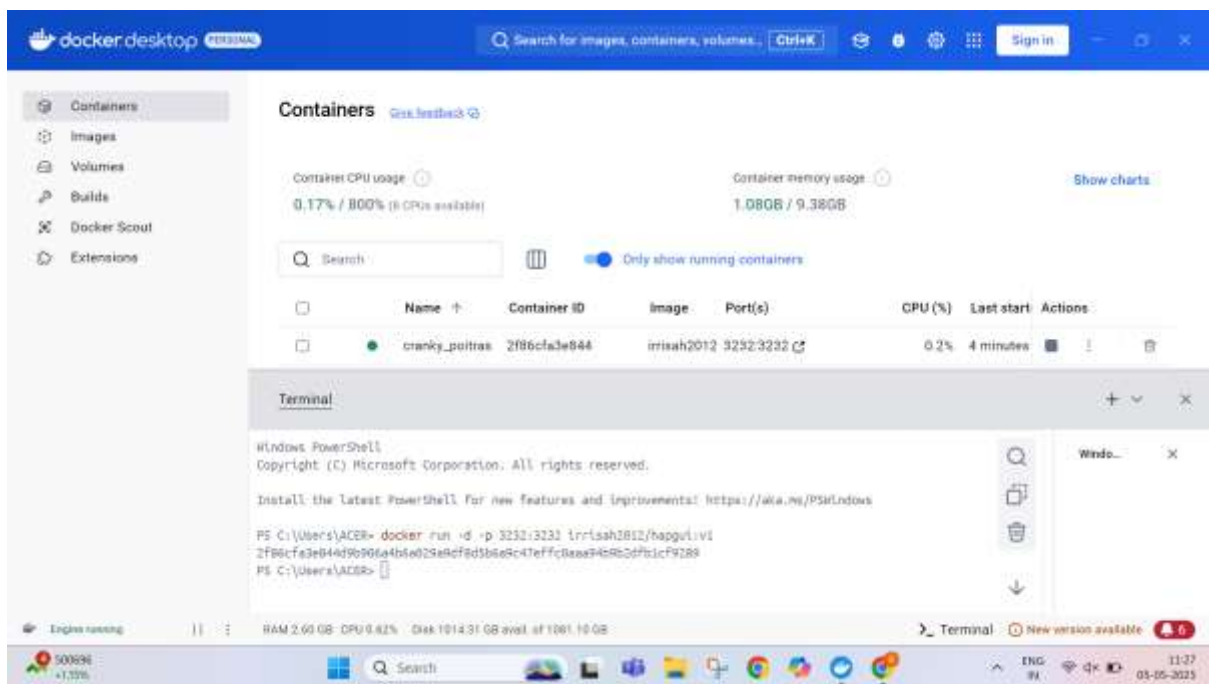 docker desktop PERSONAL
Search for images, containers, volumes... Ctrl+K
Sign in
Containers
Images
Volumes
Builds
Docker Scout
Extensions
Containers Give feedback
Container CPU usage
0.17% / 800% (8 CPUs available)
Container memory usage
1.08GB / 9.38GB
Show charts
Search
Only show running containers
Name ↑ Container ID Image Port(s) CPU (%) Last start Actions
cranky_poitras 2f86cfa3e844 irrisah2012 3232:3232 0.2% 4 minutes
Terminal
Windows PowerShell
Copyright (C) Microsoft Corporation. All rights reserved.
Install the latest PowerShell for new features and improvements! https://aka.ms/PSWindows
PS C:\Users\ACER> docker run -d -p 3232:3232 irrisah2012/hapgui:v1
PS C:\Users\ACER>
Windo...
Engine running
RAM 2.60 GB CPU 0.62% Disk 1014.31 GB avail. of 1081.10 GB
>_ Terminal
New version available
6
500696
+1.55%
Search
ENG
IN
11:27
05-05-2025